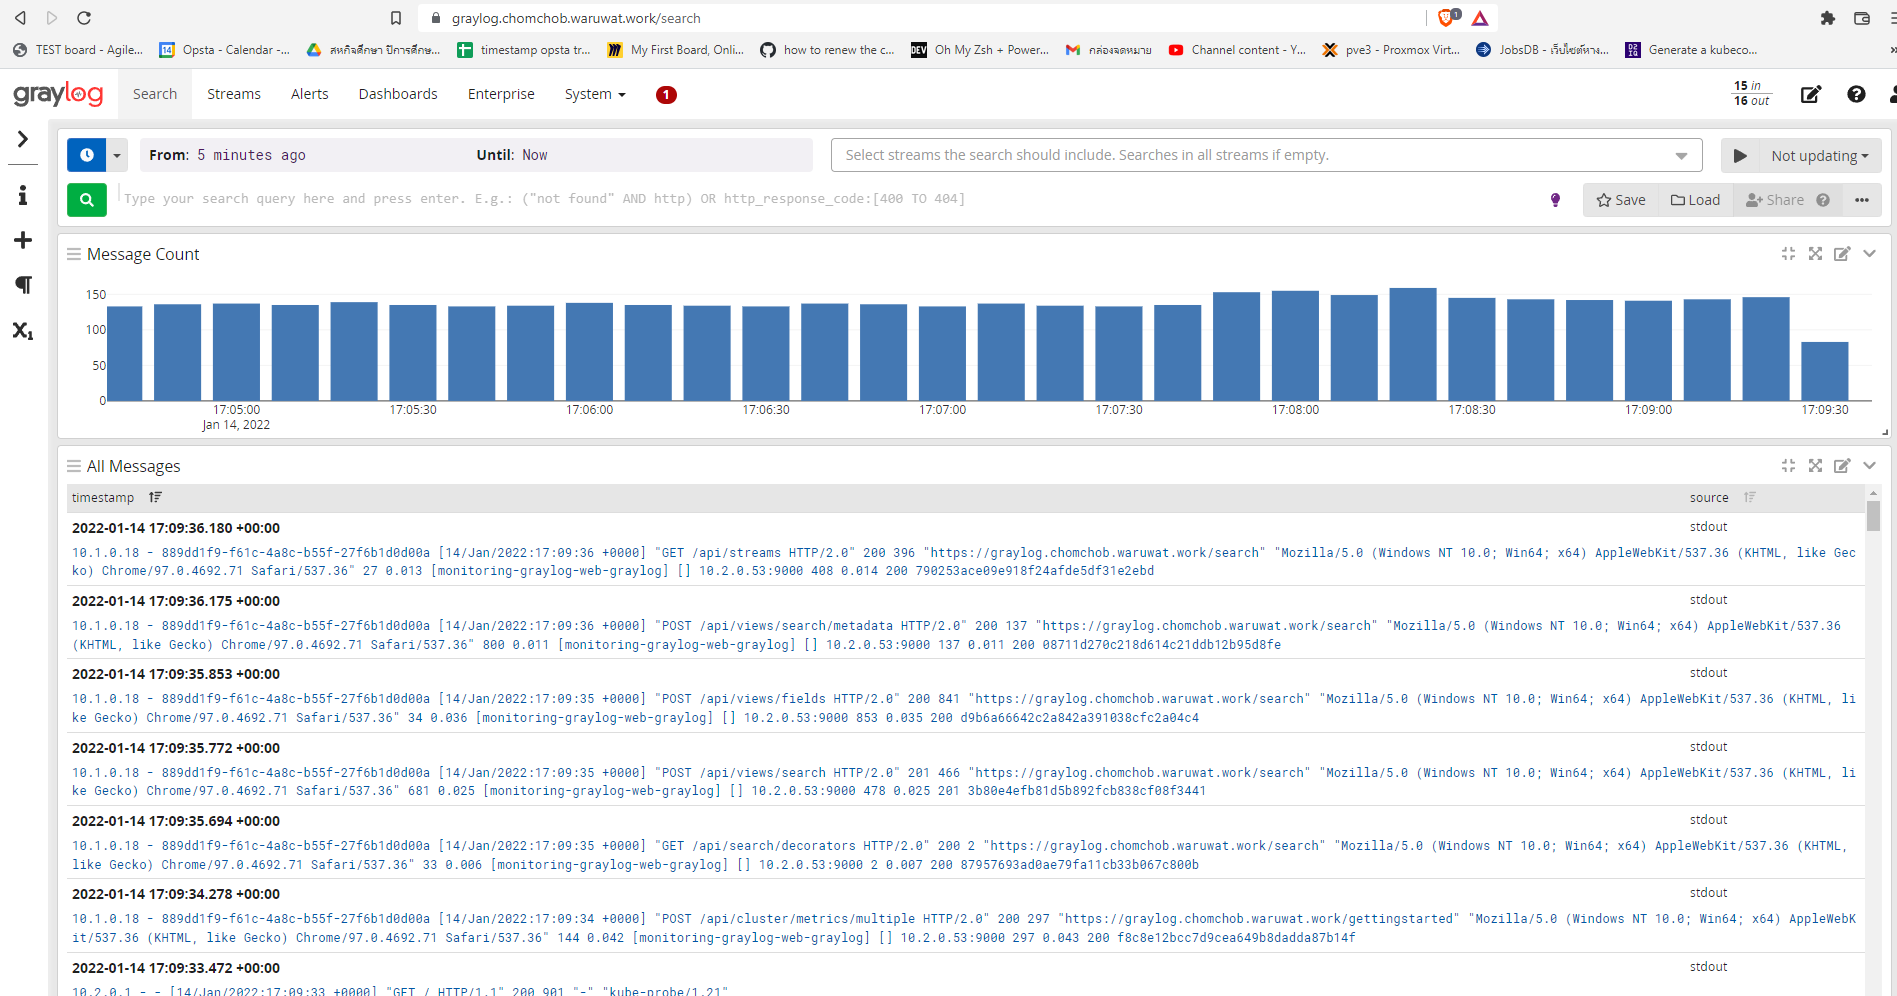 graylog.chomchob.waruwat.work/search
1
TEST board - Agile...
Opsta - Calendar -...
สหกิจศึกษา ปีการศึกษ...
timestamp opsta tr...
My First Board, Onli...
how to renew the c...
Oh My Zsh + Power...
กล่องจดหมาย
Channel content - Y...
pve3 - Proxmox Virt...
JobsDB - เว็บไซต์หาง...
Generate a kubeco...
graylog
Search
Streams
Alerts
Dashboards
Enterprise
System
1
15 in
16 out
From: 5 minutes ago
Until: Now
Select streams the search should include. Searches in all streams if empty.
Not updating
Type your search query here and press enter. E.g.: ("not found" AND http) OR http_response_code:[400 TO 404]
Save
Load
Share
Message Count
150
100
50
0
17:05:00
Jan 14, 2022
17:05:30
17:06:00
17:06:30
17:07:00
17:07:30
17:08:00
17:08:30
17:09:00
17:09:30
All Messages
timestamp
source
2022-01-14 17:09:36.180 +00:00
stdout
10.1.0.18 - 889dd1f9-f61c-4a8c-b55f-27f6b1d0d00a [14/Jan/2022:17:09:36 +0000] "GET /api/streams HTTP/2.0" 200 396 "https://graylog.chomchob.waruwat.work/search" "Mozilla/5.0 (Windows NT 10.0; Win64; x64) AppleWebKit/537.36 (KHTML, like Gec
ko) Chrome/97.0.4692.71 Safari/537.36" 27 0.013 [monitoring-graylog-web-graylog] [] 10.2.0.53:9000 408 0.014 200 790253ace09e918f24afde5df31e2ebd
2022-01-14 17:09:36.175 +00:00
stdout
10.1.0.18 - 889dd1f9-f61c-4a8c-b55f-27f6b1d0d00a [14/Jan/2022:17:09:36 +0000] "POST /api/views/search/metadata HTTP/2.0" 200 137 "https://graylog.chomchob.waruwat.work/search" "Mozilla/5.0 (Windows NT 10.0; Win64; x64) AppleWebKit/537.36
(KHTML, like Gecko) Chrome/97.0.4692.71 Safari/537.36" 800 0.011 [monitoring-graylog-web-graylog] [] 10.2.0.53:9000 137 0.011 200 08711d270c218d614c21ddb12b95d8fe
2022-01-14 17:09:35.853 +00:00
stdout
10.1.0.18 - 889dd1f9-f61c-4a8c-b55f-27f6b1d0d00a [14/Jan/2022:17:09:35 +0000] "POST /api/views/fields HTTP/2.0" 200 841 "https://graylog.chomchob.waruwat.work/search" "Mozilla/5.0 (Windows NT 10.0; Win64; x64) AppleWebKit/537.36 (KHTML, li
ke Gecko) Chrome/97.0.4692.71 Safari/537.36" 34 0.036 [monitoring-graylog-web-graylog] [] 10.2.0.53:9000 853 0.035 200 d9b6a66642c2a842a391038cfc2a04c4
2022-01-14 17:09:35.772 +00:00
stdout
10.1.0.18 - 889dd1f9-f61c-4a8c-b55f-27f6b1d0d00a [14/Jan/2022:17:09:35 +0000] "POST /api/views/search HTTP/2.0" 201 466 "https://graylog.chomchob.waruwat.work/search" "Mozilla/5.0 (Windows NT 10.0; Win64; x64) AppleWebKit/537.36 (KHTML, li
ke Gecko) Chrome/97.0.4692.71 Safari/537.36" 681 0.025 [monitoring-graylog-web-graylog] [] 10.2.0.53:9000 478 0.025 201 3b80e4efb81d5b892fcb838cf08f3441
2022-01-14 17:09:35.694 +00:00
stdout
10.1.0.18 - 889dd1f9-f61c-4a8c-b55f-27f6b1d0d00a [14/Jan/2022:17:09:35 +0000] "GET /api/search/decorators HTTP/2.0" 200 2 "https://graylog.chomchob.waruwat.work/search" "Mozilla/5.0 (Windows NT 10.0; Win64; x64) AppleWebKit/537.36 (KHTML,
like Gecko) Chrome/97.0.4692.71 Safari/537.36" 33 0.006 [monitoring-graylog-web-graylog] [] 10.2.0.53:9000 2 0.007 200 87957693ad0ae79fa11cb33b067c800b
2022-01-14 17:09:34.278 +00:00
stdout
10.1.0.18 - 889dd1f9-f61c-4a8c-b55f-27f6b1d0d00a [14/Jan/2022:17:09:34 +0000] "POST /api/cluster/metrics/multiple HTTP/2.0" 200 297 "https://graylog.chomchob.waruwat.work/gettingstarted" "Mozilla/5.0 (Windows NT 10.0; Win64; x64) AppleWebK
it/537.36 (KHTML, like Gecko) Chrome/97.0.4692.71 Safari/537.36" 144 0.042 [monitoring-graylog-web-graylog] [] 10.2.0.53:9000 297 0.043 200 f8c8e12bcc7d9cea649b8dadda87b14f
2022-01-14 17:09:33.472 +00:00
stdout
10.2.0.1 - - [14/Jan/2022:17:09:33 +0000] "GET / HTTP/1.1" 200 901 "-" "kube-probe/1.21"